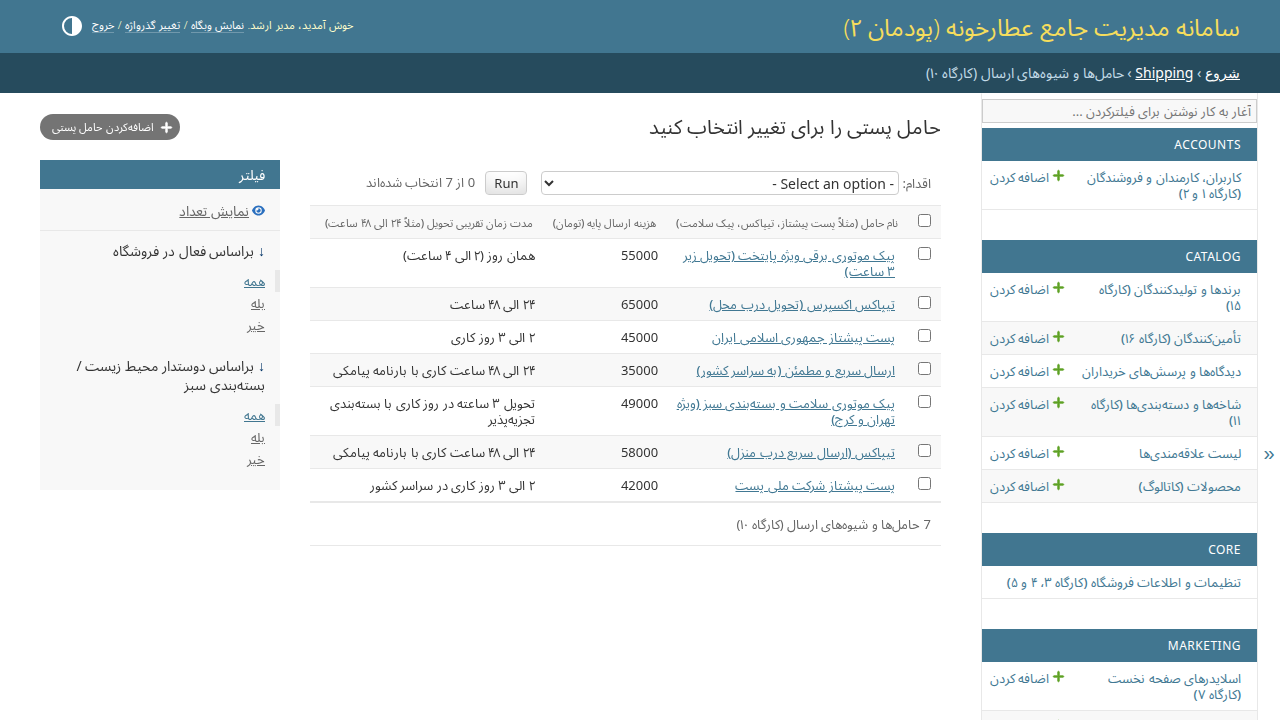 سامانه مدیریت جامع عطارخونه (پودمان ۲)
خوش آمدید، مدیر ارشد. نمایش وبگاه / تغییر گذرواژه / خروج
شروع › Shipping › حامل‌ها و شیوه‌های ارسال (کارگاه ۱۰)
آغار به کار نوشتن برای فیلترکردن ...
ACCOUNTS
کاربران، کارمندان و فروشندگان (کارگاه ۱ و ۲)
اضافه کردن
CATALOG
برندها و تولیدکنندگان (کارگاه ۱۵)
اضافه کردن
تأمین‌کنندگان (کارگاه ۱۶)
اضافه کردن
دیدگاه‌ها و پرسش‌های خریداران
اضافه کردن
شاخه‌ها و دسته‌بندی‌ها (کارگاه ۱۱)
اضافه کردن
لیست علاقه‌مندی‌ها
اضافه کردن
محصولات (کاتالوگ)
اضافه کردن
CORE
تنظیمات و اطلاعات فروشگاه (کارگاه ۳، ۴ و ۵)
MARKETING
اسلایدرهای صفحه نخست (کارگاه ۷)
اضافه کردن
»
حامل پستی را برای تغییر انتخاب کنید
اضافه‌کردن حامل پستی
اقدام: - Select an option - Run 0 از 7 انتخاب شده‌اند
نام حامل (مثلاً پست پیشتاز، تیپاکس، پیک سلامت) هزینه ارسال پایه (تومان) مدت زمان تقریبی تحویل (مثلاً ۲۴ الی ۴۸ ساعت)
پیک موتوری برقی ویژه پایتخت (تحویل زیر ۳ ساعت) 55000 همان روز (۲ الی ۴ ساعت)
تیپاکس اکسپرس (تحویل درب محل) 65000 ۲۴ الی ۴۸ ساعت
پست پیشتاز جمهوری اسلامی ایران 45000 ۲ الی ۳ روز کاری
ارسال سریع و مطمئن (به سراسر کشور) 35000 ۲۴ الی ۴۸ ساعت کاری با بارنامه پیامکی
پیک موتوری سلامت و بسته‌بندی سبز (ویژه تهران و کرج) 49000 تحویل ۳ ساعته در روز کاری با بسته‌بندی تجزیه‌پذیر
تیپاکس (ارسال سریع درب منزل) 58000 ۲۴ الی ۴۸ ساعت کاری با بارنامه پیامکی
پست پیشتاز شرکت ملی پست 42000 ۲ الی ۳ روز کاری در سراسر کشور
7 حامل‌ها و شیوه‌های ارسال (کارگاه ۱۰)
فیلتر
نمایش تعداد
↓ براساس فعال در فروشگاه
همه
بله
خیر
↓ براساس دوستدار محیط زیست / بسته‌بندی سبز
همه
بله
خیر